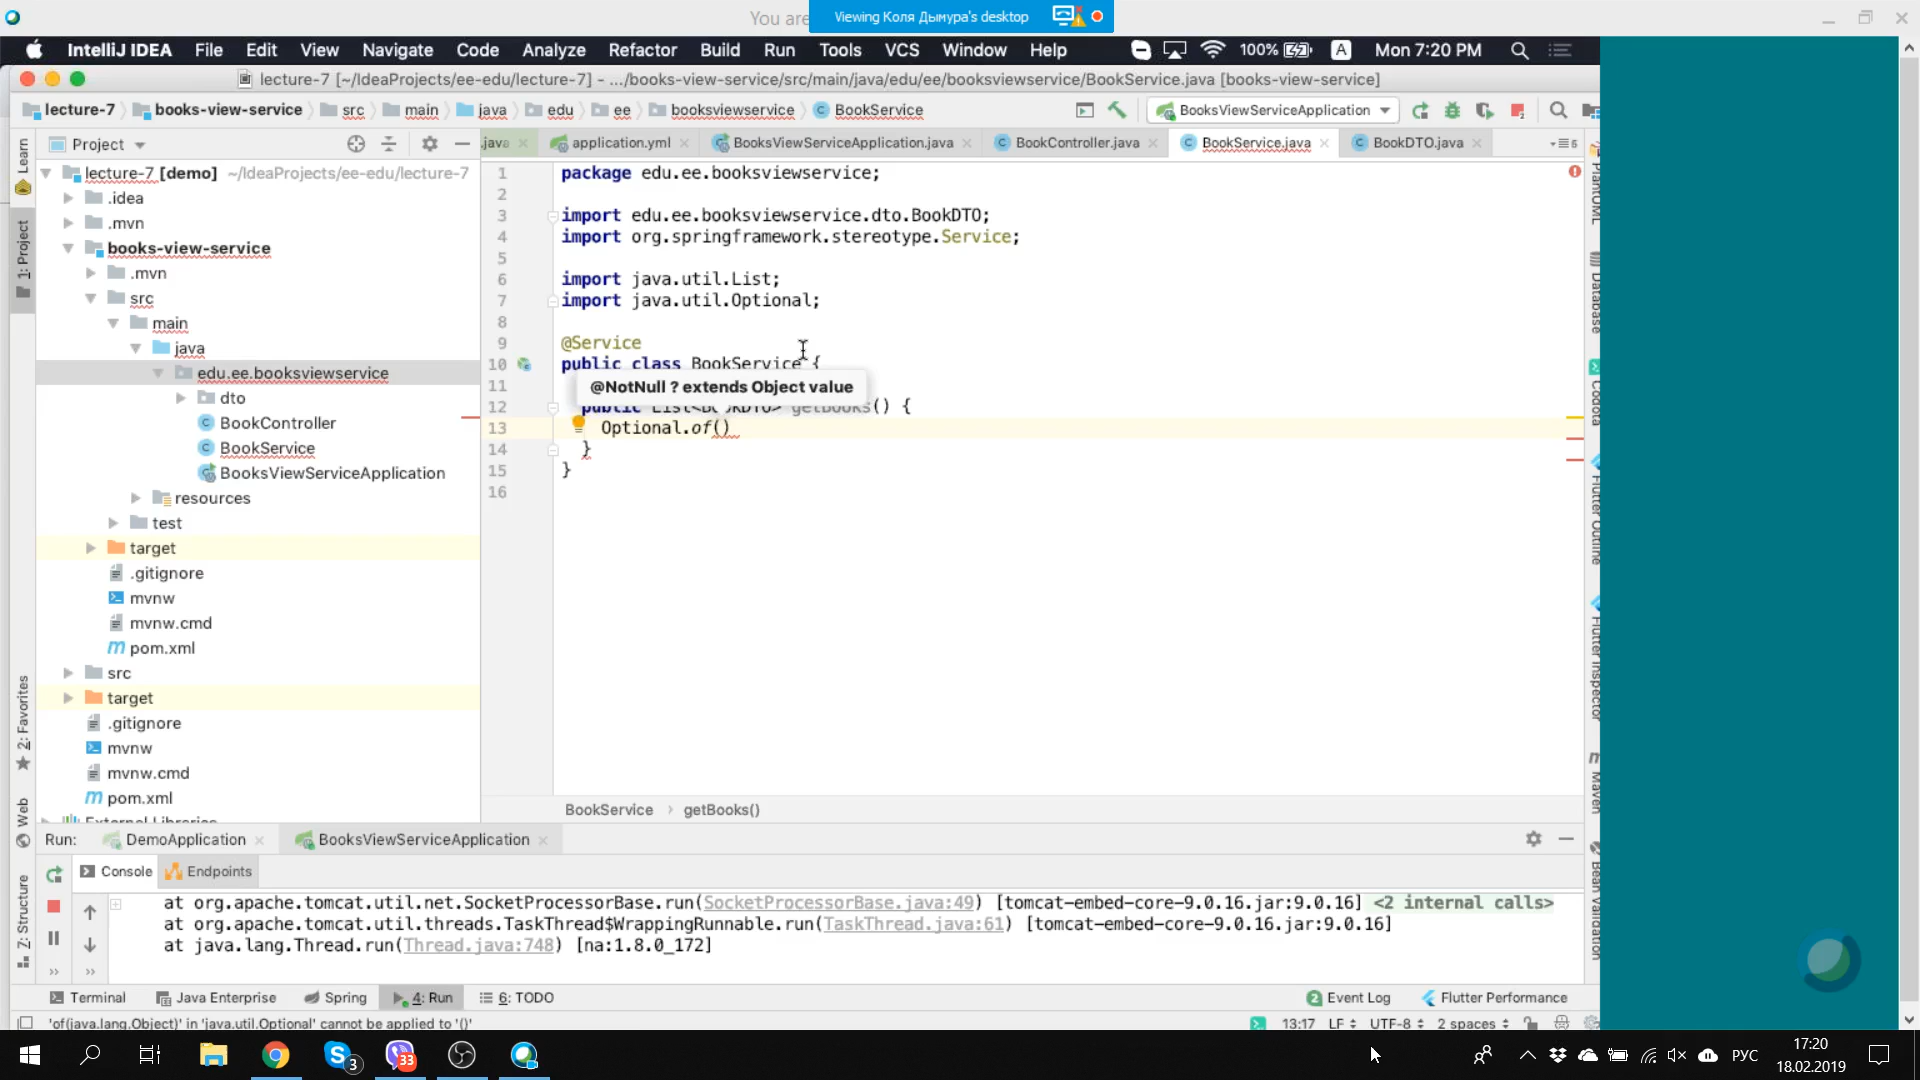 You are
Viewing Коля Дымура's desktop
IntelliJ IDEA File Edit View Navigate Code Analyze Refactor Build Run Tools VCS Window Help 100% A Mon 7:20 PM
lecture-7 [~/IdeaProjects/ee-edu/lecture-7] - .../books-view-service/src/main/java/edu/ee/booksviewservice/BookService.java [books-view-service]
lecture-7 books-view-service src main java edu ee booksviewservice BookService BooksViewServiceApplication
Project
.java application.yml BooksViewServiceApplication.java BookController.java BookService.java BookDTO.java 6
Learn
1: Project
2: Favorites
Web
Z: Structure
lecture-7 [demo] ~/IdeaProjects/ee-edu/lecture-7
.idea
.mvn
books-view-service
.mvn
src
main
java
edu.ee.booksviewservice
dto
BookController
BookService
BooksViewServiceApplication
resources
test
target
.gitignore
mvnw
mvnw.cmd
pom.xml
src
target
.gitignore
mvnw
mvnw.cmd
pom.xml
External Libraries
1 package edu.ee.booksviewservice;
2
3 import edu.ee.booksviewservice.dto.BookDTO;
4 import org.springframework.stereotype.Service;
5
6 import java.util.List;
7 import java.util.Optional;
8
9 @Service
10 public class BookService {
11
@NotNull ? extends Object value
12 public List<BookDTO> getBooks() {
13 Optional.of()
14 }
15 }
16
PlantUML
Database
Codota
Flutter Outline
Flutter Inspector
Maven
Bean Validation
BookService › getBooks()
Run: DemoApplication BooksViewServiceApplication
Console Endpoints
at org.apache.tomcat.util.net.SocketProcessorBase.run(SocketProcessorBase.java:49) [tomcat-embed-core-9.0.16.jar:9.0.16] <2 internal calls>
at org.apache.tomcat.util.threads.TaskThread$WrappingRunnable.run(TaskThread.java:61) [tomcat-embed-core-9.0.16.jar:9.0.16]
at java.lang.Thread.run(Thread.java:748) [na:1.8.0_172]
Terminal Java Enterprise Spring 4: Run 6: TODO 2 Event Log Flutter Performance
'of(java.lang.Object)' in 'java.util.Optional' cannot be applied to '()' 13:17 LF UTF-8 2 spaces
3 33 РУС 17:20
18.02.2019